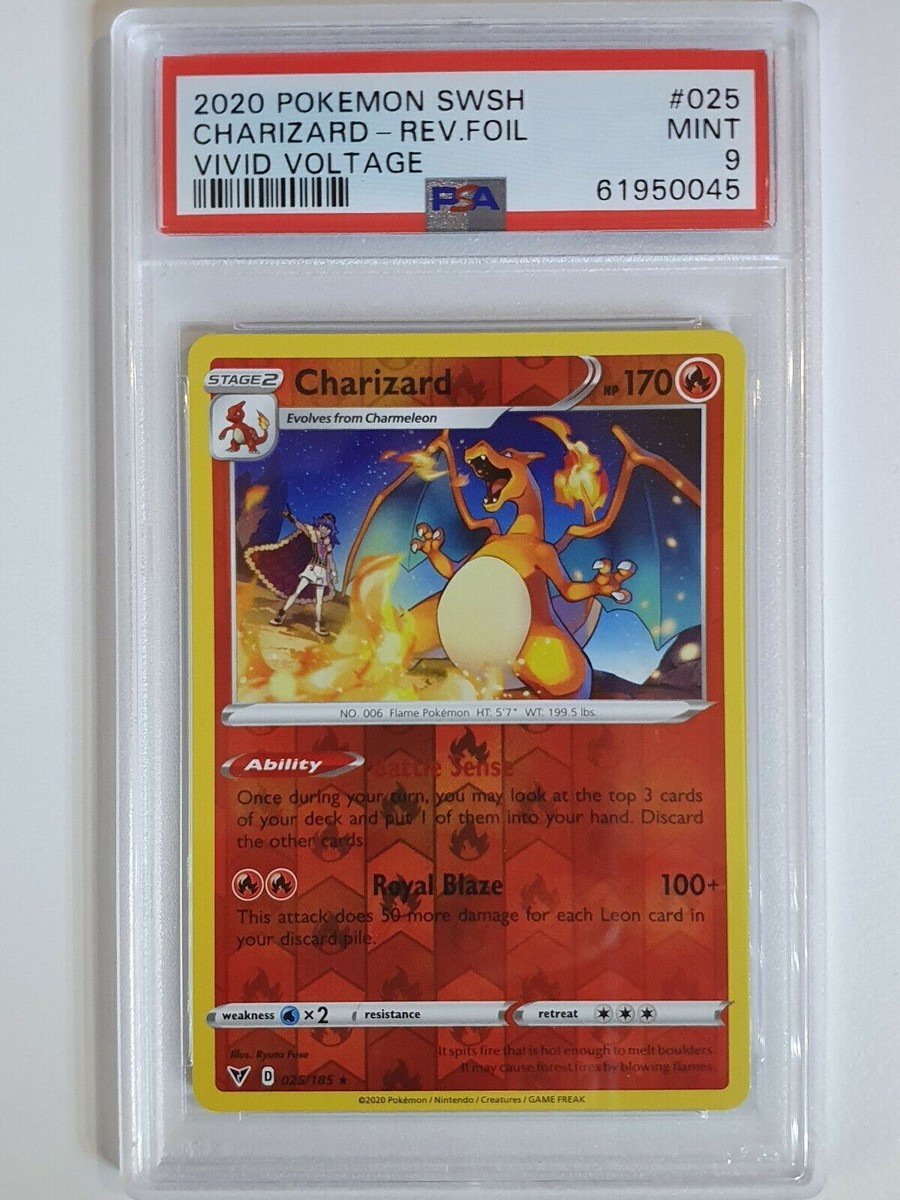 2020 POKEMON SWSH #025
CHARIZARD - REV.FOIL MINT
VIVID VOLTAGE 9
PSA 61950045
STAGE 2 Charizard HP 170
Evolves from Charmeleon
NO. 006 Flame Pokémon HT: 5'7" WT: 199.5 lbs.
Ability Battle Sense
Once during your turn, you may look at the top 3 cards
of your deck and put 1 of them into your hand. Discard
the other cards.
Royal Blaze 100+
This attack does 50 more damage for each Leon card in
your discard pile.
weakness ×2 resistance retreat
Illus. Ryuta Fuse
It spits fire that is hot enough to melt boulders.
It may cause forest fires by blowing flames.
D 025/185 ★
©2020 Pokémon / Nintendo / Creatures / GAME FREAK